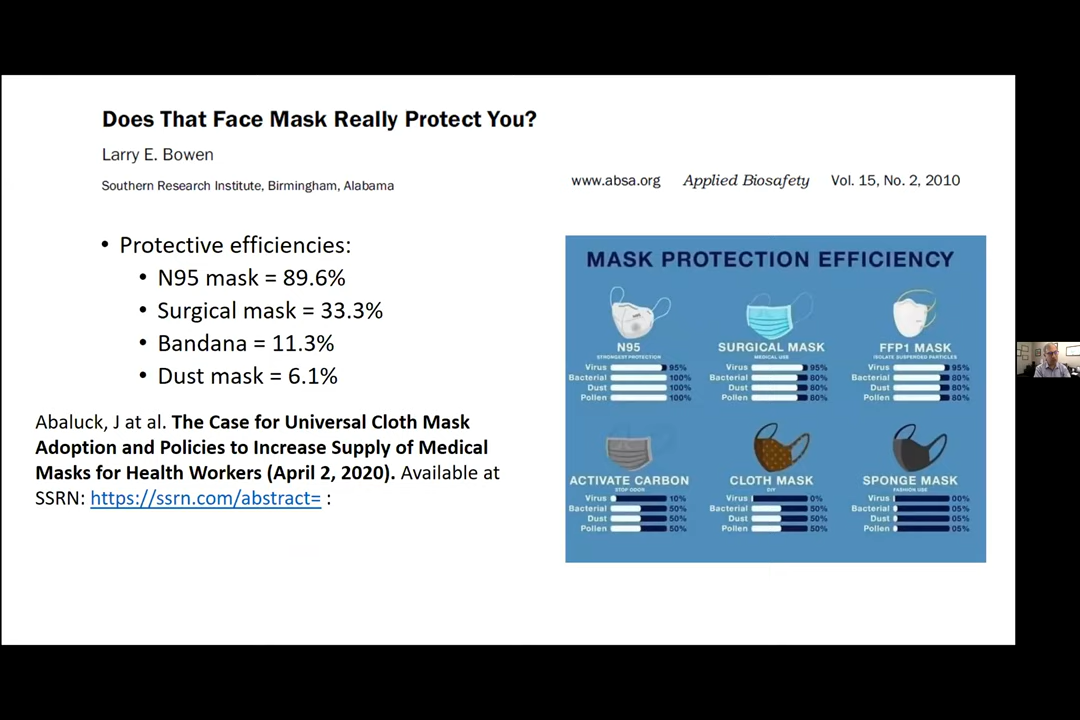 Does That Face Mask Really Protect You?
Larry E. Bowen
Southern Research Institute, Birmingham, Alabama
www.absa.org Applied Biosafety Vol. 15, No. 2, 2010
• Protective efficiencies:
• N95 mask = 89.6%
• Surgical mask = 33.3%
• Bandana = 11.3%
• Dust mask = 6.1%
Abaluck, J at al. The Case for Universal Cloth Mask
Adoption and Policies to Increase Supply of Medical
Masks for Health Workers (April 2, 2020). Available at
SSRN: https://ssrn.com/abstract= :
MASK PROTECTION EFFICIENCY
N95
STRONGEST PROTECTION
Virus 95%
Bacterial 100%
Dust 100%
Pollen 100%
SURGICAL MASK
MEDICAL USE
Virus 95%
Bacterial 80%
Dust 80%
Pollen 80%
FFP1 MASK
ISOLATE SUSPENDED PARTICLES
Virus 95%
Bacterial 80%
Dust 80%
Pollen 80%
ACTIVATE CARBON
STOP ODOR
Virus 10%
Bacterial 50%
Dust 50%
Pollen 50%
CLOTH MASK
DIY
Virus 0%
Bacterial 50%
Dust 50%
Pollen 50%
SPONGE MASK
FASHION USE
Virus 00%
Bacterial 05%
Dust 05%
Pollen 05%